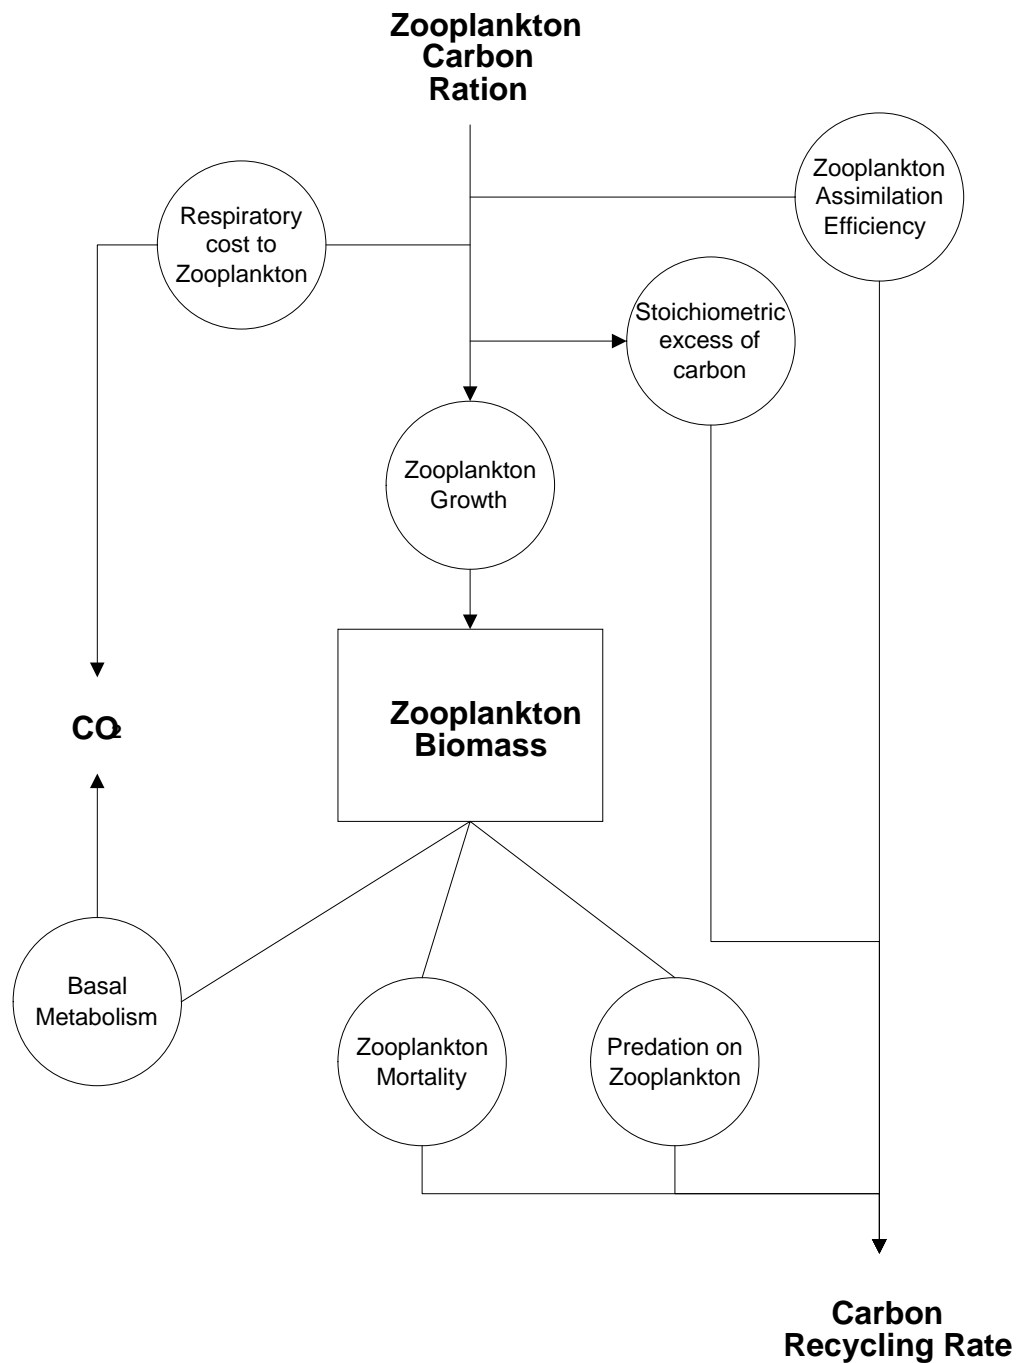 Zooplankton
Carbon
Ration
Zooplankton
Assimilation
Efficiency
Respiratory
cost to
Zooplankton
Stoichiometric
excess of
carbon
Zooplankton
Growth
Zooplankton
Biomass
CO2
Basal
Metabolism
Zooplankton
Mortality
Predation on
Zooplankton
Carbon
Recycling Rate